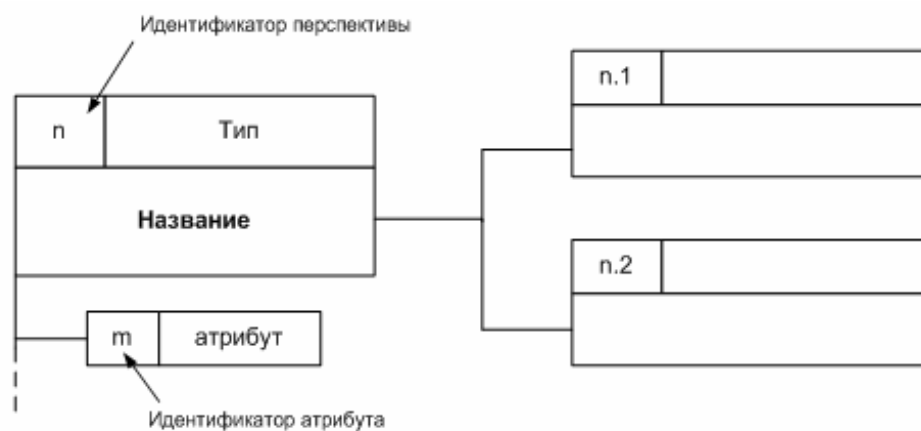 Идентификатор перспективы
n
Тип
Название
m
атрибут
Идентификатор атрибута
n.1
n.2